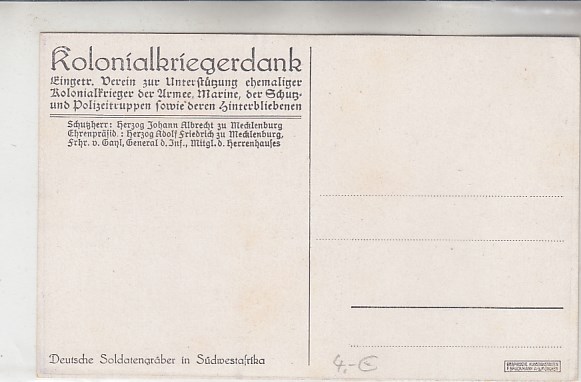 Kolonialkriegerdank
Eingetr. Verein zur Unterstützung ehemaliger
Kolonialkrieger der Armee, Marine, der Schutz-
und Polizeitruppen sowie deren Hinterbliebenen
Schutzherr: Herzog Johann Albrecht zu Mecklenburg
Ehrenpräsid.: Herzog Adolf Friedrich zu Mecklenburg,
Frhr. v. Gayl, General d. Inf., Mitgl. d. Herrenhauses
Deutsche Soldatengräber in Südwestafrika
4,-€